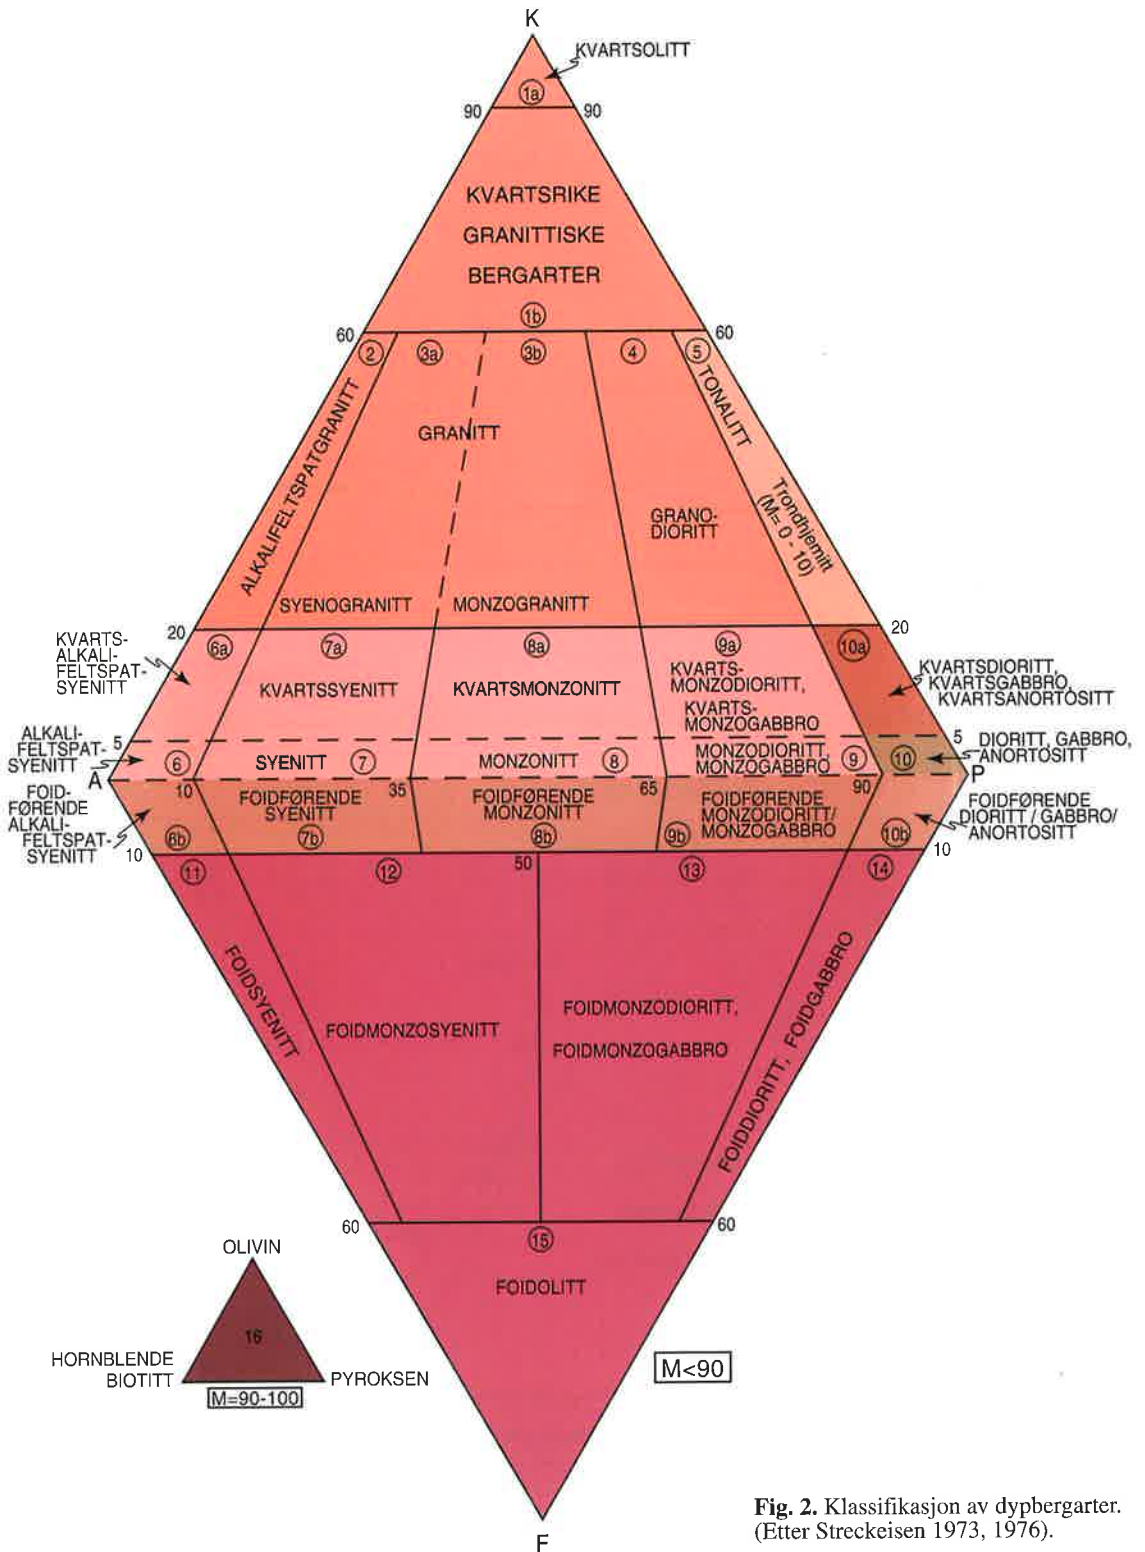 K
KVARTSOLITT
1a
90
90
KVARTSRIKE
GRANITTISKE
BERGARTER
1b
60
60
2
3a
3b
4
5
ALKALIFELTSPATGRANITT
TONALITT
GRANITT
Trondhjemitt
(M= 0 - 10)
GRANO-
DIORITT
SYENOGRANITT
MONZOGRANITT
20
20
KVARTS-
ALKALI-
FELTSPAT-
SYENITT
6a
7a
8a
9a
10a
KVARTSSYENITT
KVARTSMONZONITT
KVARTS-
MONZODIORITT,
KVARTS-
MONZOGABBRO
KVARTSDIORITT,
KVARTSGABBRO,
KVARTSANORTOSITT
ALKALI-
FELTSPAT-
SYENITT
5
5
DIORITT, GABBRO,
ANORTOSITT
6
SYENITT
7
MONZONITT
8
MONZODIORITT,
MONZOGABBRO
9
10
A
P
10
35
65
90
FOID-
FØRENDE
ALKALI-
FELTSPAT-
SYENITT
FOIDFØRENDE
SYENITT
FOIDFØRENDE
MONZONITT
FOIDFØRENDE
MONZODIORITT/
MONZOGABBRO
FOIDFØRENDE
DIORITT / GABBRO/
ANORTOSITT
6b
7b
8b
9b
10b
10
10
11
12
50
13
14
FOIDSYENITT
FOIDMONZOSYENITT
FOIDMONZODIORITT,
FOIDMONZOGABBRO
FOIDDIORITT, FOIDGABBRO
60
60
15
FOIDOLITT
OLIVIN
16
HORNBLENDE
BIOTITT
PYROKSEN
M=90-100
M<90
F
Fig. 2. Klassifikasjon av dypbergarter.
(Etter Streckeisen 1973, 1976).